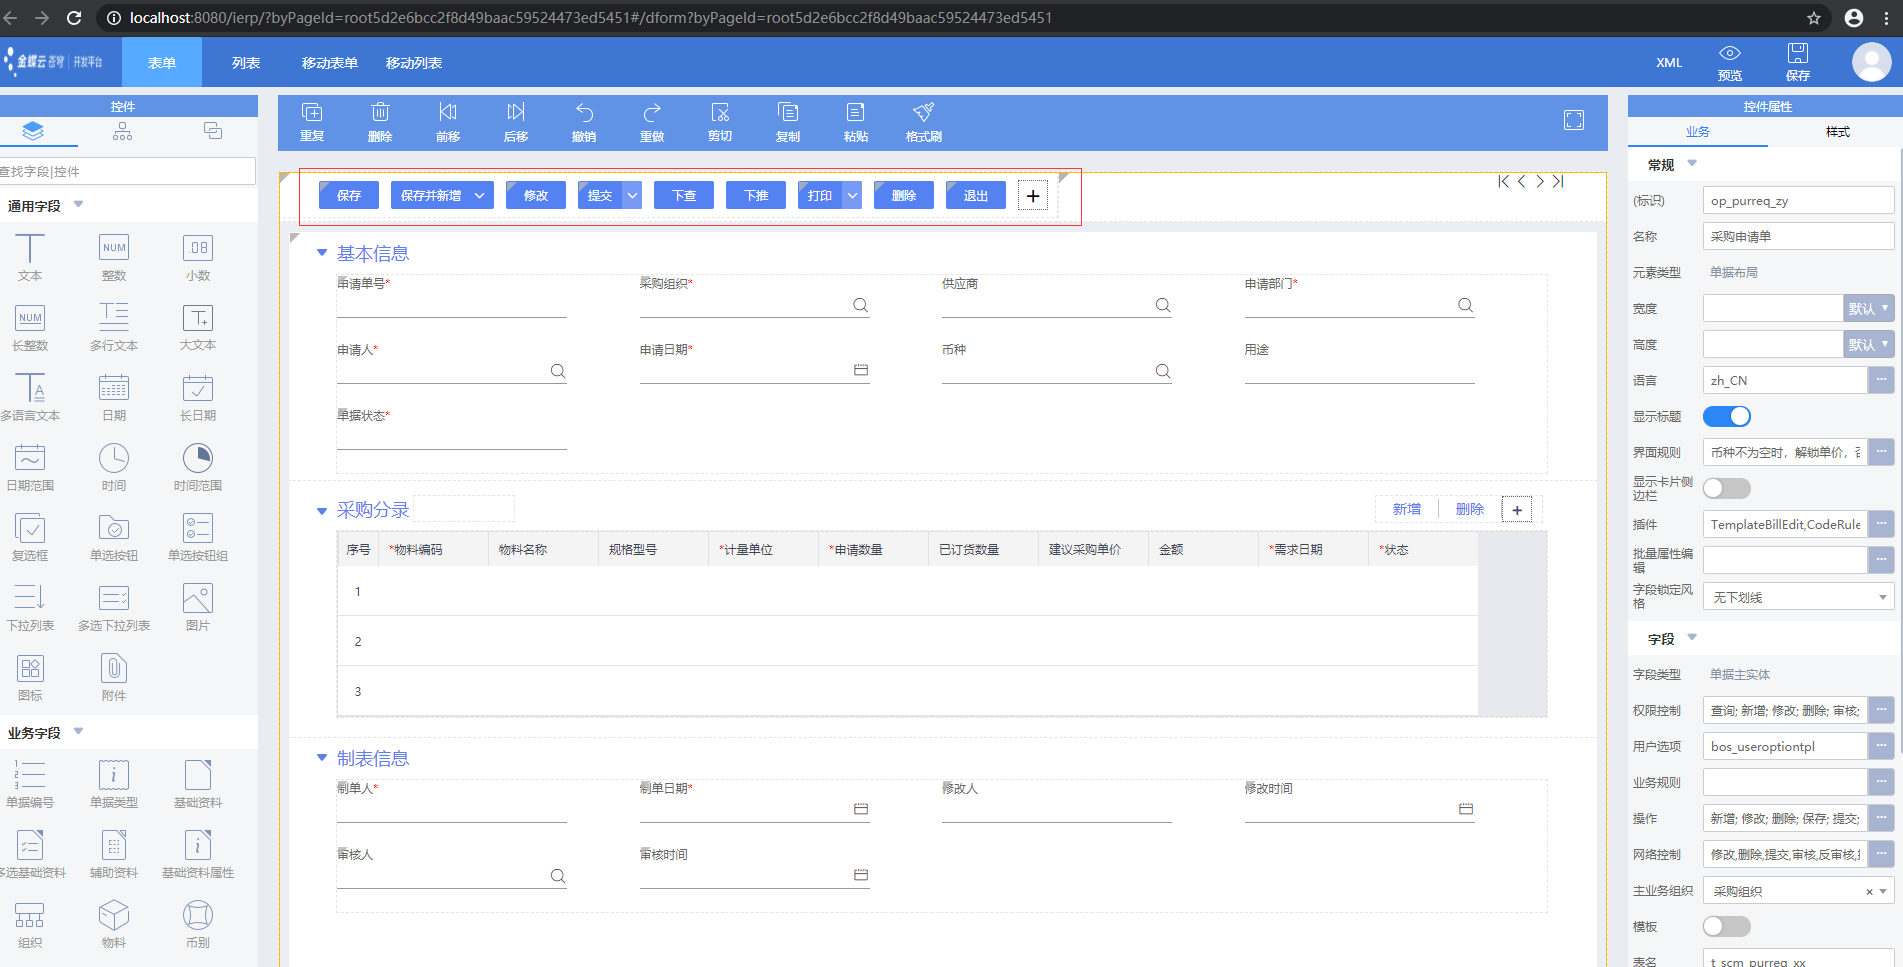 localhost:8080/ierp/?byPageId=root5d2e6bcc2f8d49baac59524473ed5451#/dform?byPageId=root5d2e6bcc2f8d49baac59524473ed5451
金蝶云 苍穹 | 开发平台
表单 列表 移动表单 移动列表
XML 预览 保存
控件
查找字段|控件
通用字段
文本 整数 小数
NUM .08
长整数 多行文本 大文本
NUM
多语言文本 日期 长日期
日期范围 时间 时间范围
复选框 单选按钮 单选按钮组
下拉列表 多选下拉列表 图片
图标 附件
业务字段
单据编号 单据类型 基础资料
多选基础资料 辅助资料 基础资料属性
组织 物料 币别
重复 删除 前移 后移 撤销 重做 剪切 复制 粘贴 格式刷
保存 保存并新增 修改 提交 下查 下推 打印 删除 退出 +
基本信息
申请单号* 采购组织* 供应商 申请部门*
申请人* 申请日期* 币种 用途
单据状态*
采购分录
新增 删除 +
序号 *物料编码 物料名称 规格型号 *计量单位 *申请数量 已订货数量 建议采购单价 金额 *需求日期 *状态
1
2
3
制表信息
制单人* 制单日期* 修改人 修改时间
审核人 审核时间
控件属性
业务 样式
常规
(标识) op_purreq_zy
名称 采购申请单
元素类型 单据布局
宽度 默认
高度 默认
语言 zh_CN ···
显示标题
界面规则 币种不为空时，解锁单价，否 ···
显示卡片侧边栏
插件 TemplateBillEdit,CodeRule ···
批量属性编辑 ···
字段锁定风格 无下划线
字段
字段类型 单据主实体
权限控制 查询; 新增; 修改; 删除; 审核; ···
用户选项 bos_useroptiontpl ···
业务规则 ···
操作 新增; 修改; 删除; 保存; 提交; ···
网络控制 修改,删除,提交,审核,反审核, ···
主业务组织 采购组织 ×
模板
表名 t_scm_purreq_xx